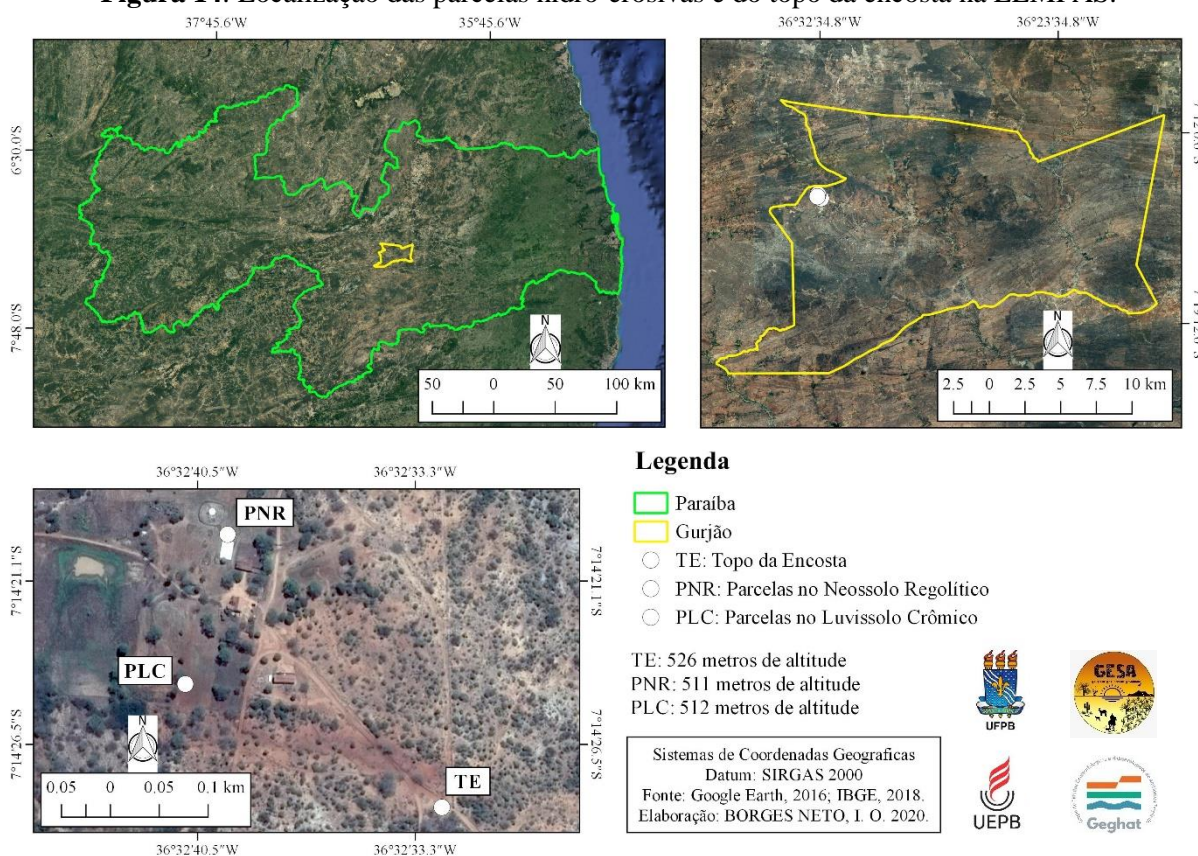 Figura 14. Localização das parcelas hidro-erosivas e do topo da encosta na
37°45.6'W
35°45.6'W
6°30.0'S
7°48.0'S
N
50 0 50 100 km
36°32'34.8"W
36°23'34.8"W
N
2.5 0 2.5 5 7.5 10 km
36°32'40.5"W
36°32'33.3"W
7°14'21.1"S
7°14'21.1"S
7°14'26.5"S
7°14'26.5"S
PNR
PLC
TE
N
0.05 0 0.05 0.1 km
36°32'40.5"W
36°32'33.3"W
Legenda
Paraíba
Gurjão
TE: Topo da Encosta
PNR: Parcelas no Neossolo Regolítico
PLC: Parcelas no Luvissolo Crômico
TE: 526 metros de altitude
PNR: 511 metros de altitude
PLC: 512 metros de altitude
Sistemas de Coordenadas Geograficas
Datum: SIRGAS 2000
Fonte: Google Earth, 2016; IBGE, 2018.
Elaboração: BORGES NETO, I. O. 2020.
UFPB
GESA
UEPB
Geghat